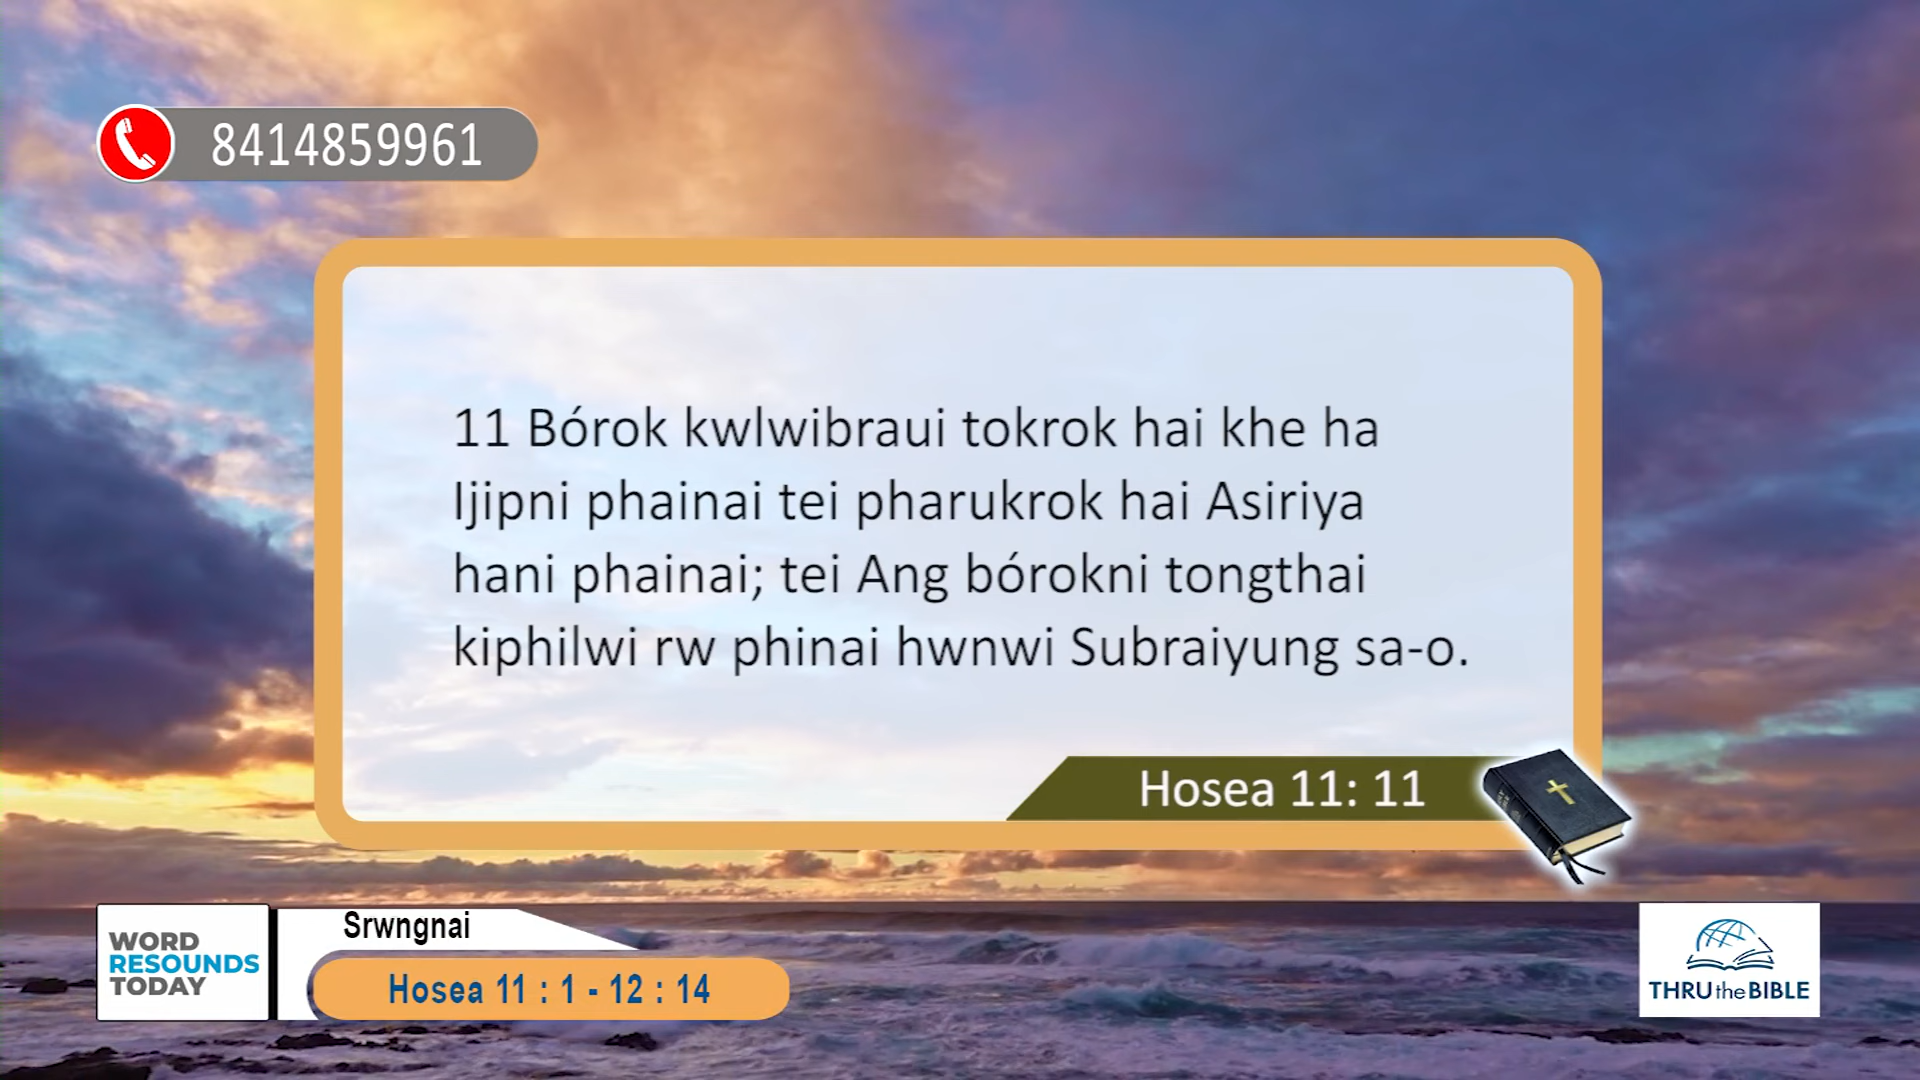 8414859961
11 Bórok kwlwibraui tokrok hai khe ha
Ijipni phainai tei pharukrok hai Asiriya
hani phainai; tei Ang bórokni tongthai
kiphilwi rw phinai hwnwi Subraiyung sa-o.
Hosea 11: 11
WORD
RESOUNDS
TODAY
Srwngnai
Hosea 11 : 1 - 12 : 14
THRU the BIBLE